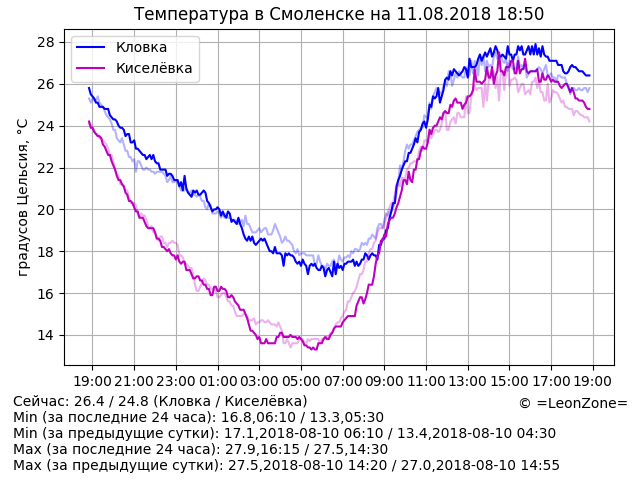 Температура в Смоленске на 11.08.2018 18:50
Кловка
Киселёвка
градусов Цельсия, °C
28
26
24
22
20
18
16
14
19:00 21:00 23:00 01:00 03:00 05:00 07:00 09:00 11:00 13:00 15:00 17:00 19:00
Сейчас: 26.4 / 24.8 (Кловка / Киселёвка)
© =LeonZone=
Min (за последние 24 часа): 16.8,06:10 / 13.3,05:30
Min (за предыдущие сутки): 17.1,2018-08-10 06:10 / 13.4,2018-08-10 04:30
Max (за последние 24 часа): 27.9,16:15 / 27.5,14:30
Max (за предыдущие сутки): 27.5,2018-08-10 14:20 / 27.0,2018-08-10 14:55